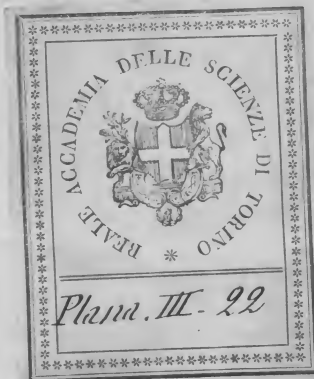 REALE ACCADEMIA DELLE SCIENZE DI TORINO
Plana. III - 22